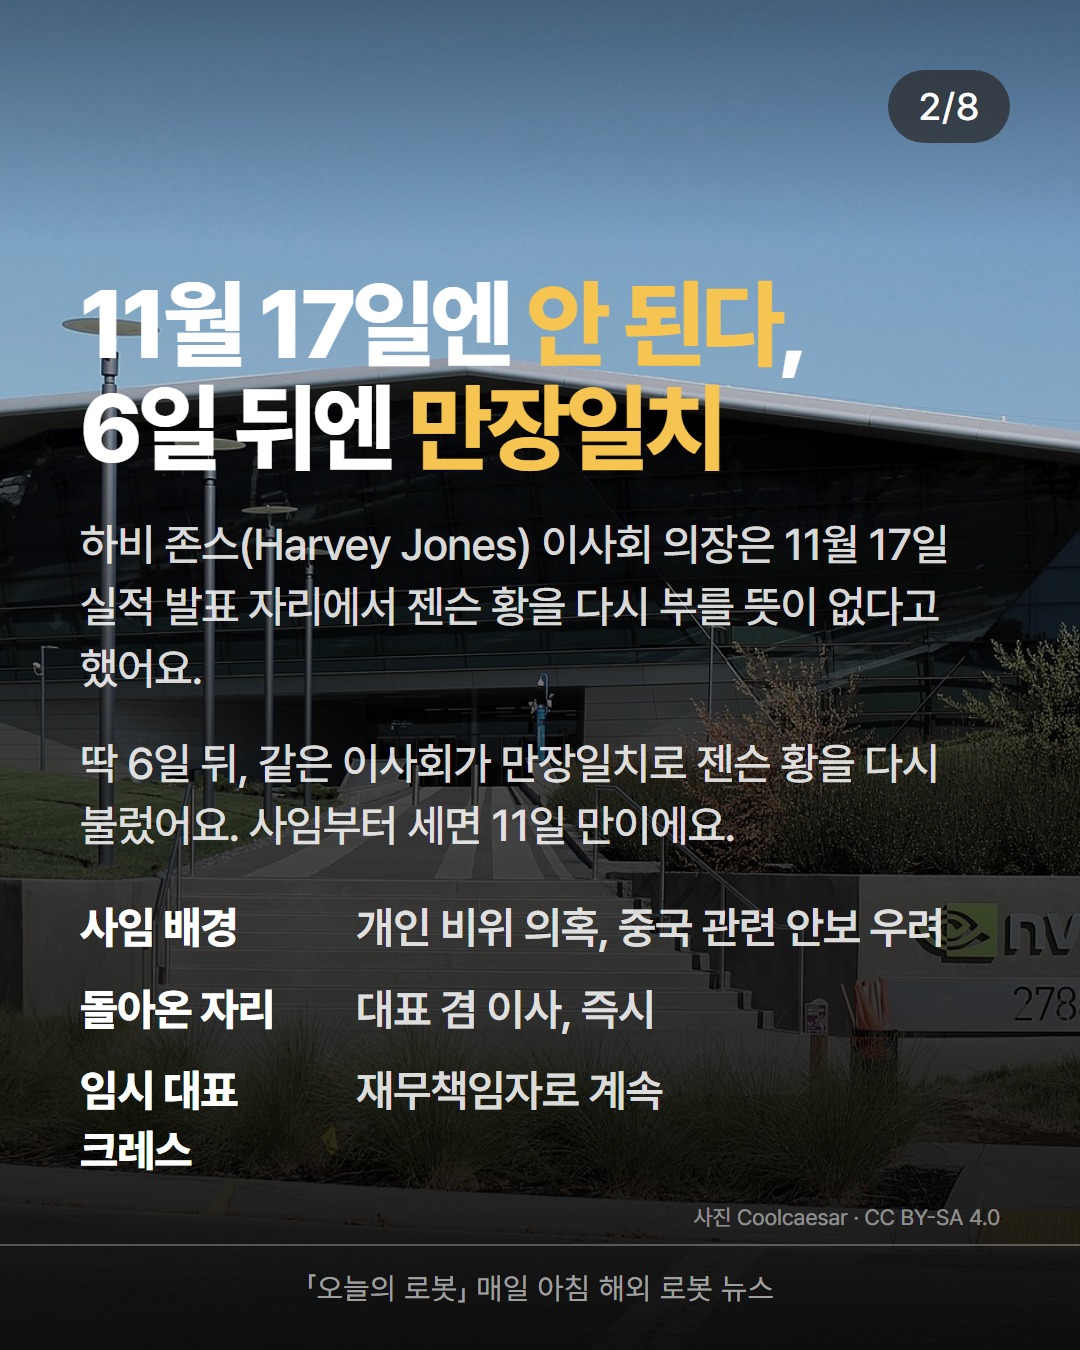 2/8
11월 17일엔 안 된다,
6일 뒤엔 만장일치
하비 존스(Harvey Jones) 이사회 의장은 11월 17일
실적 발표 자리에서 젠슨 황을 다시 부를 뜻이 없다고
했어요.
딱 6일 뒤, 같은 이사회가 만장일치로 젠슨 황을 다시
불렀어요. 사임부터 세면 11일 만이에요.
사임 배경 개인 비위 의혹, 중국 관련 안보 우려
돌아온 자리 대표 겸 이사, 즉시
임시 대표 재무책임자로 계속
크레스
nv
278
사진 Coolcaesar · CC BY-SA 4.0
「오늘의 로봇」 매일 아침 해외 로봇 뉴스